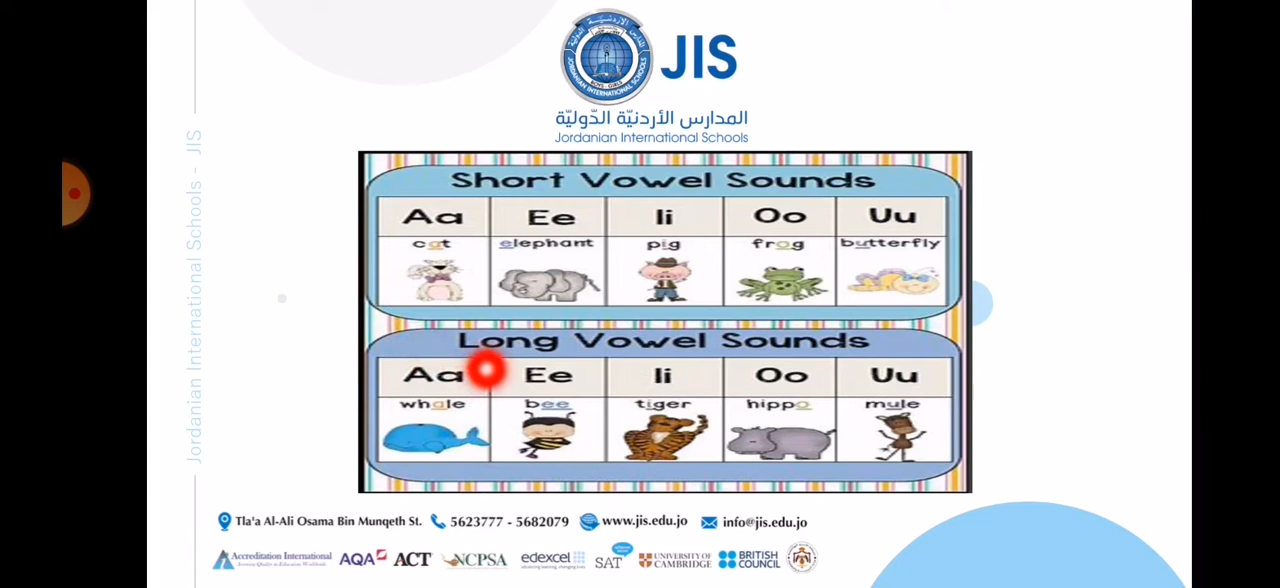 JIS
المدارس الأردنيّة الدّوليّة
Jordanian International Schools
Jordanian International Schools - JIS
Short Vowel Sounds
Aa Ee Ii Oo Uu
cat elephant pig frog butterfly
Long Vowel Sounds
Aa Ee Ii Oo Uu
whale bee tiger hippo mule
Tla'a Al-Ali Osama Bin Munqeth St. 5623777 - 5682079 www.jis.edu.jo info@jis.edu.jo
Accreditation International AQA ACT NCPSA edexcel SAT UNIVERSITY OF CAMBRIDGE BRITISH COUNCIL